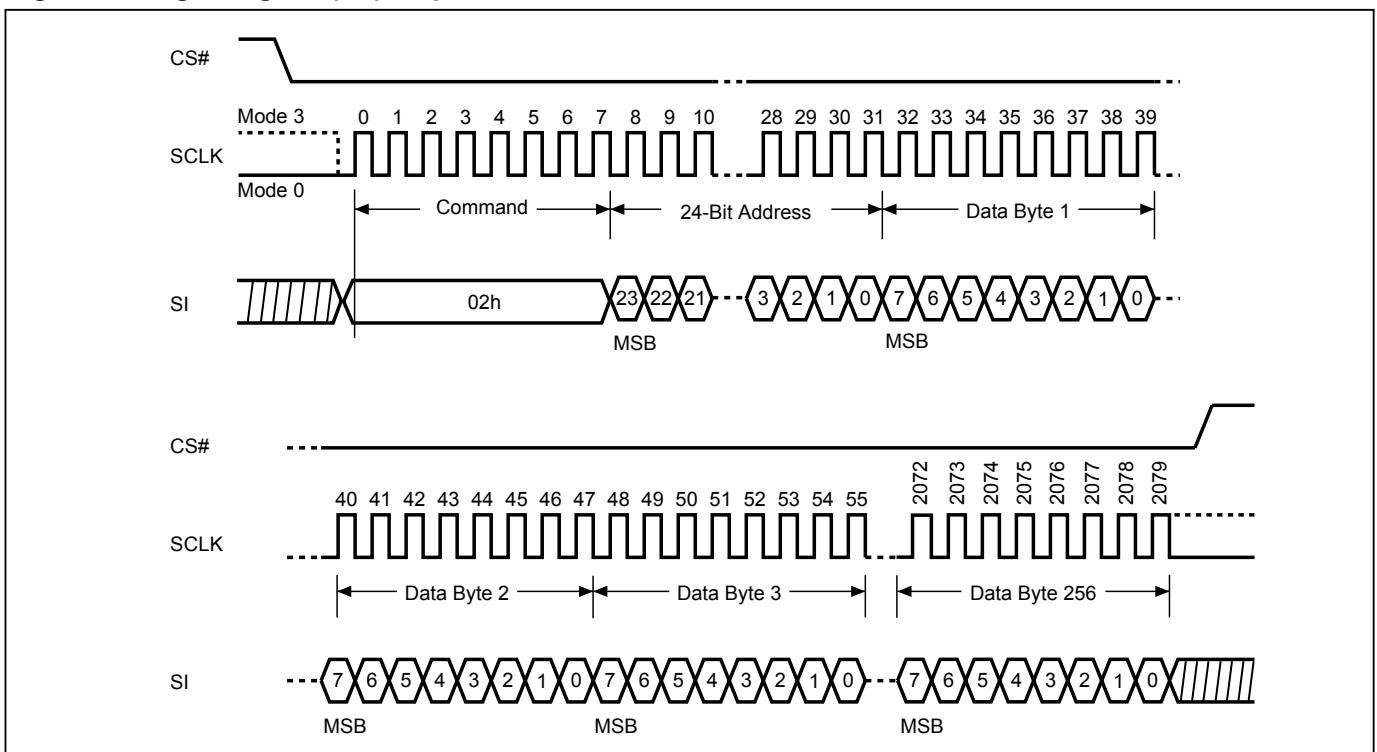 CS#
Mode 3
0 1 2 3 4 5 6 7 8 9 10 28 29 30 31 32 33 34 35 36 37 38 39
SCLK
Mode 0
Command 24-Bit Address Data Byte 1
SI 02h 23 22 21 3 2 1 0 7 6 5 4 3 2 1 0
MSB MSB
CS#
40 41 42 43 44 45 46 47 48 49 50 51 52 53 54 55 2072 2073 2074 2075 2076 2077 2078 2079
SCLK
Data Byte 2 Data Byte 3 Data Byte 256
SI 7 6 5 4 3 2 1 0 7 6 5 4 3 2 1 0 7 6 5 4 3 2 1 0
MSB MSB MSB